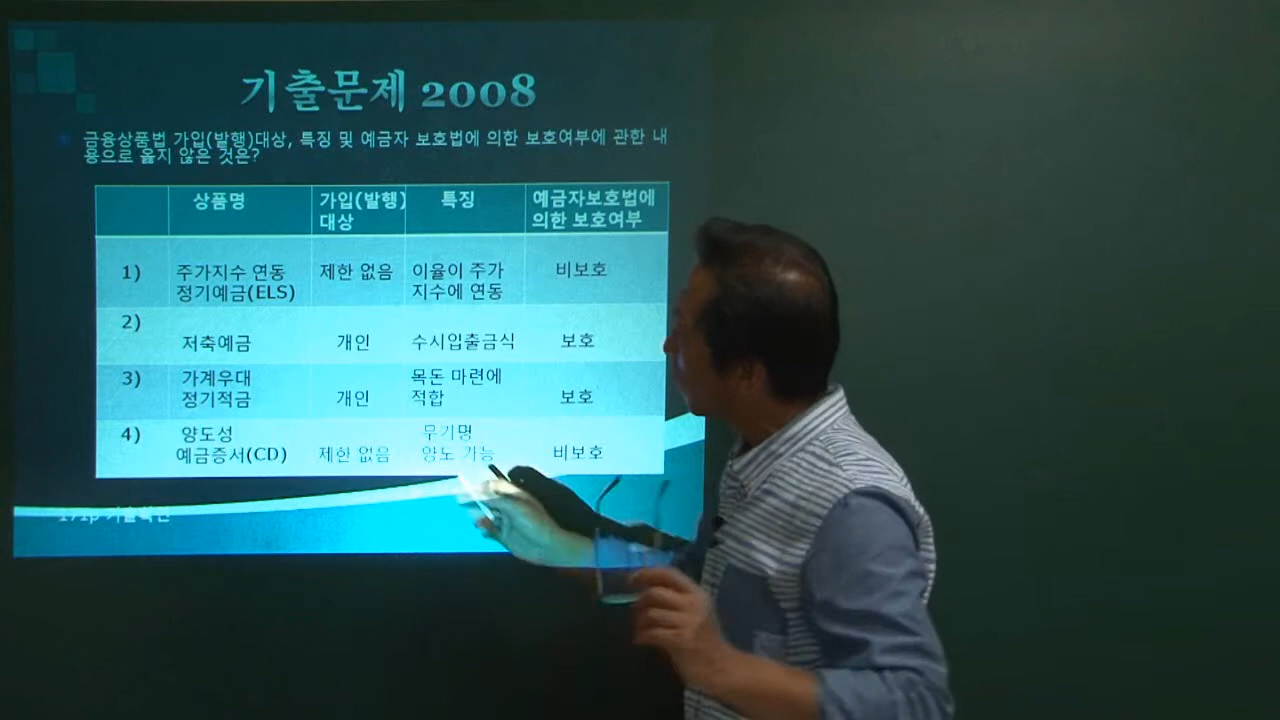 기출문제 2008
금융상품법 가입(발행)대상, 특징 및 예금자 보호법에 의한 보호여부에 관한 내
용으로 옳지 않은 것은?
상품명 가입(발행) 대상 특징 예금자보호법에 의한 보호여부
1) 주가지수 연동 정기예금(ELS) 제한 없음 이율이 주가 지수에 연동 비보호
2) 저축예금 개인 수시입출금식 보호
3) 가계우대 정기적금 개인 목돈 마련에 적합 보호
4) 양도성 예금증서(CD) 제한 없음 무기명 양도 가능 비보호